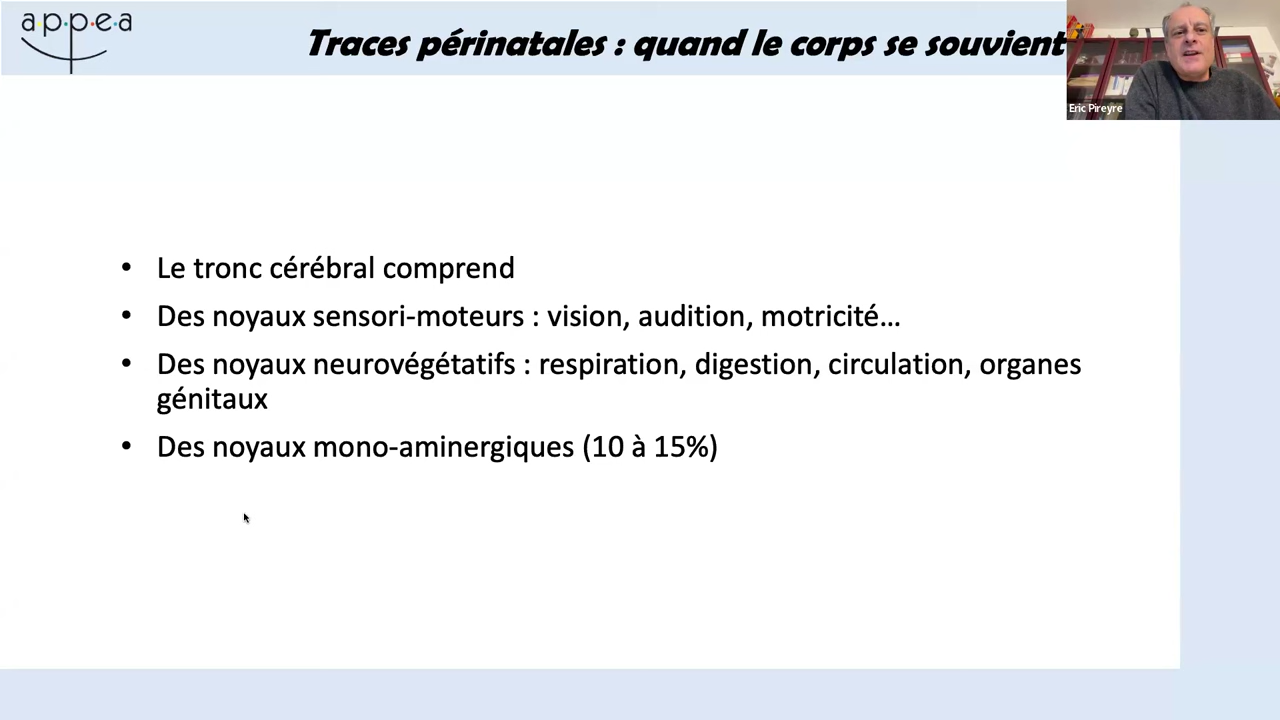 a.p.p.e.a
Traces périnatales : quand le corps se souvient
Eric Pireyre
• Le tronc cérébral comprend
• Des noyaux sensori-moteurs : vision, audition, motricité...
• Des noyaux neurovégétatifs : respiration, digestion, circulation, organes
génitaux
• Des noyaux mono-aminergiques (10 à 15%)